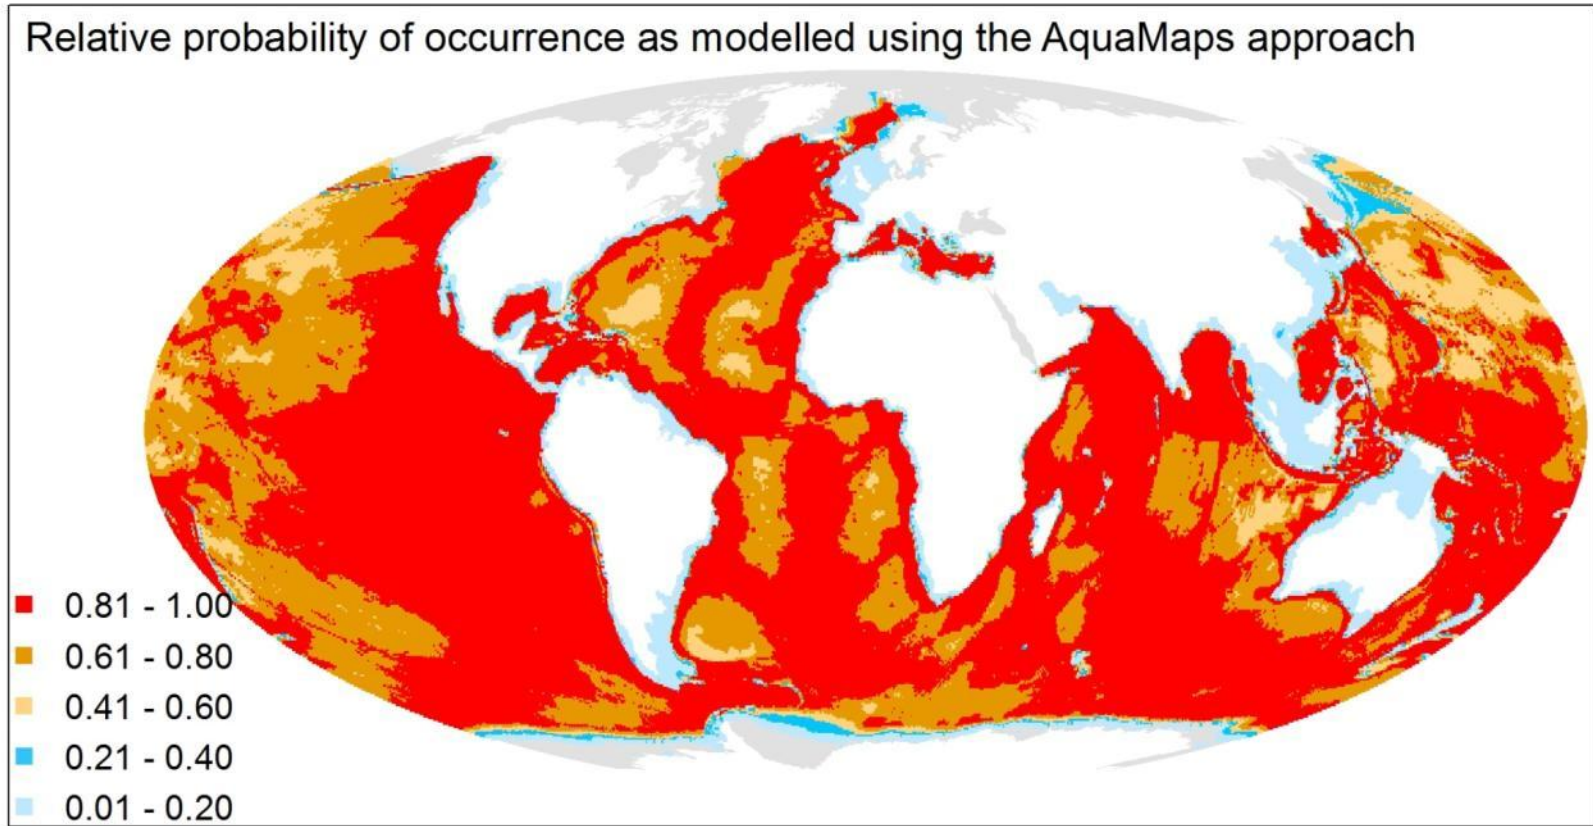 Relative probability of occurrence as modelled using the AquaMaps approach
0.81 - 1.00
0.61 - 0.80
0.41 - 0.60
0.21 - 0.40
0.01 - 0.20